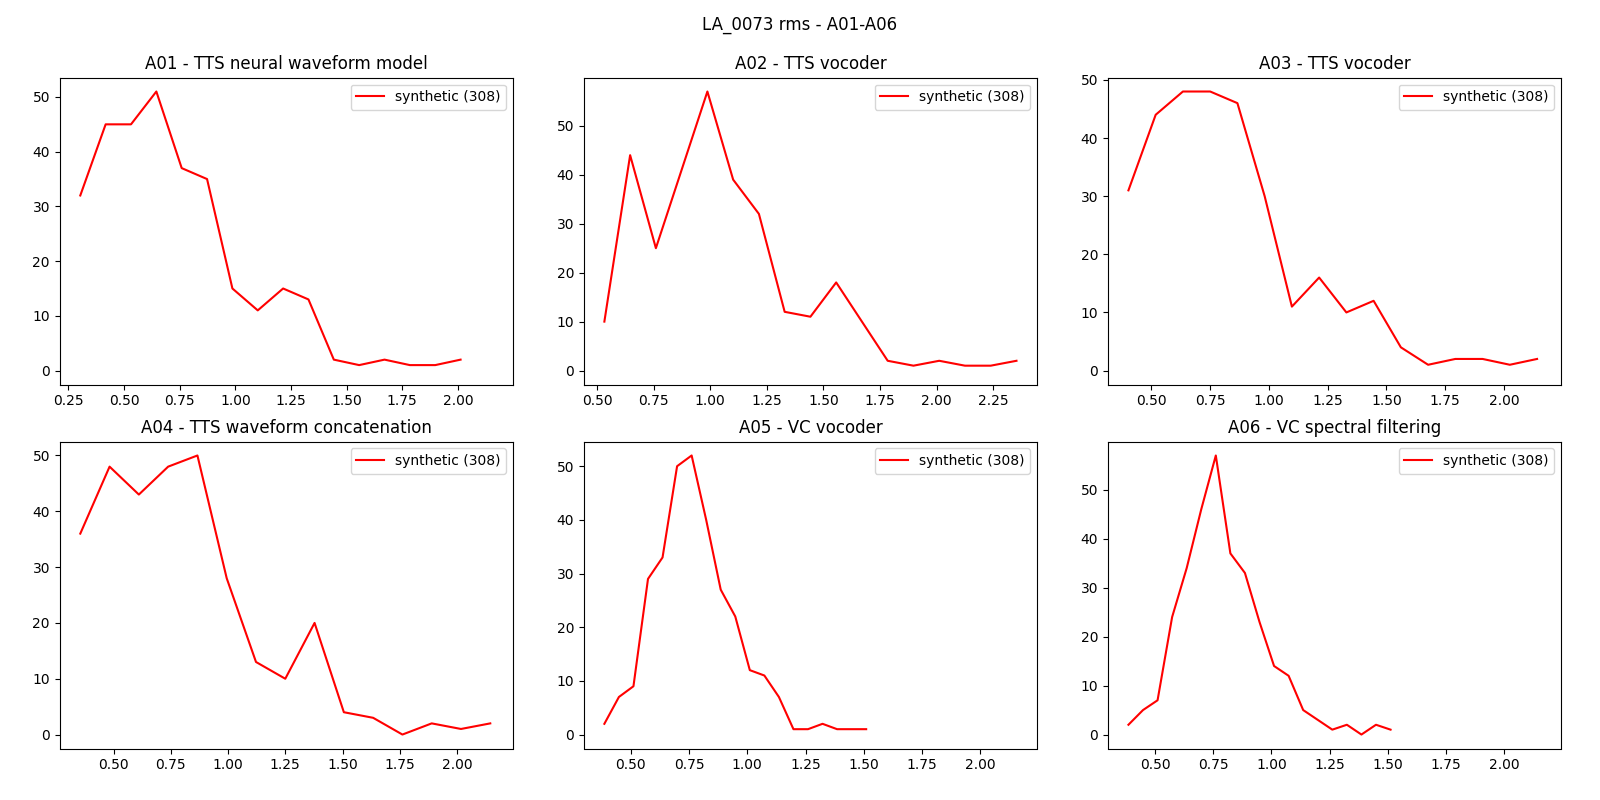 LA_0073 rms - A01-A06
A01 - TTS neural waveform model
synthetic (308)
50
40
30
20
10
0
0.25 0.50 0.75 1.00 1.25 1.50 1.75 2.00
A02 - TTS vocoder
synthetic (308)
50
40
30
20
10
0
0.50 0.75 1.00 1.25 1.50 1.75 2.00 2.25
A03 - TTS vocoder
synthetic (308)
50
40
30
20
10
0
0.50 0.75 1.00 1.25 1.50 1.75 2.00
A04 - TTS waveform concatenation
synthetic (308)
50
40
30
20
10
0
0.50 0.75 1.00 1.25 1.50 1.75 2.00
A05 - VC vocoder
synthetic (308)
50
40
30
20
10
0
0.50 0.75 1.00 1.25 1.50 1.75 2.00
A06 - VC spectral filtering
synthetic (308)
50
40
30
20
10
0
0.50 0.75 1.00 1.25 1.50 1.75 2.00